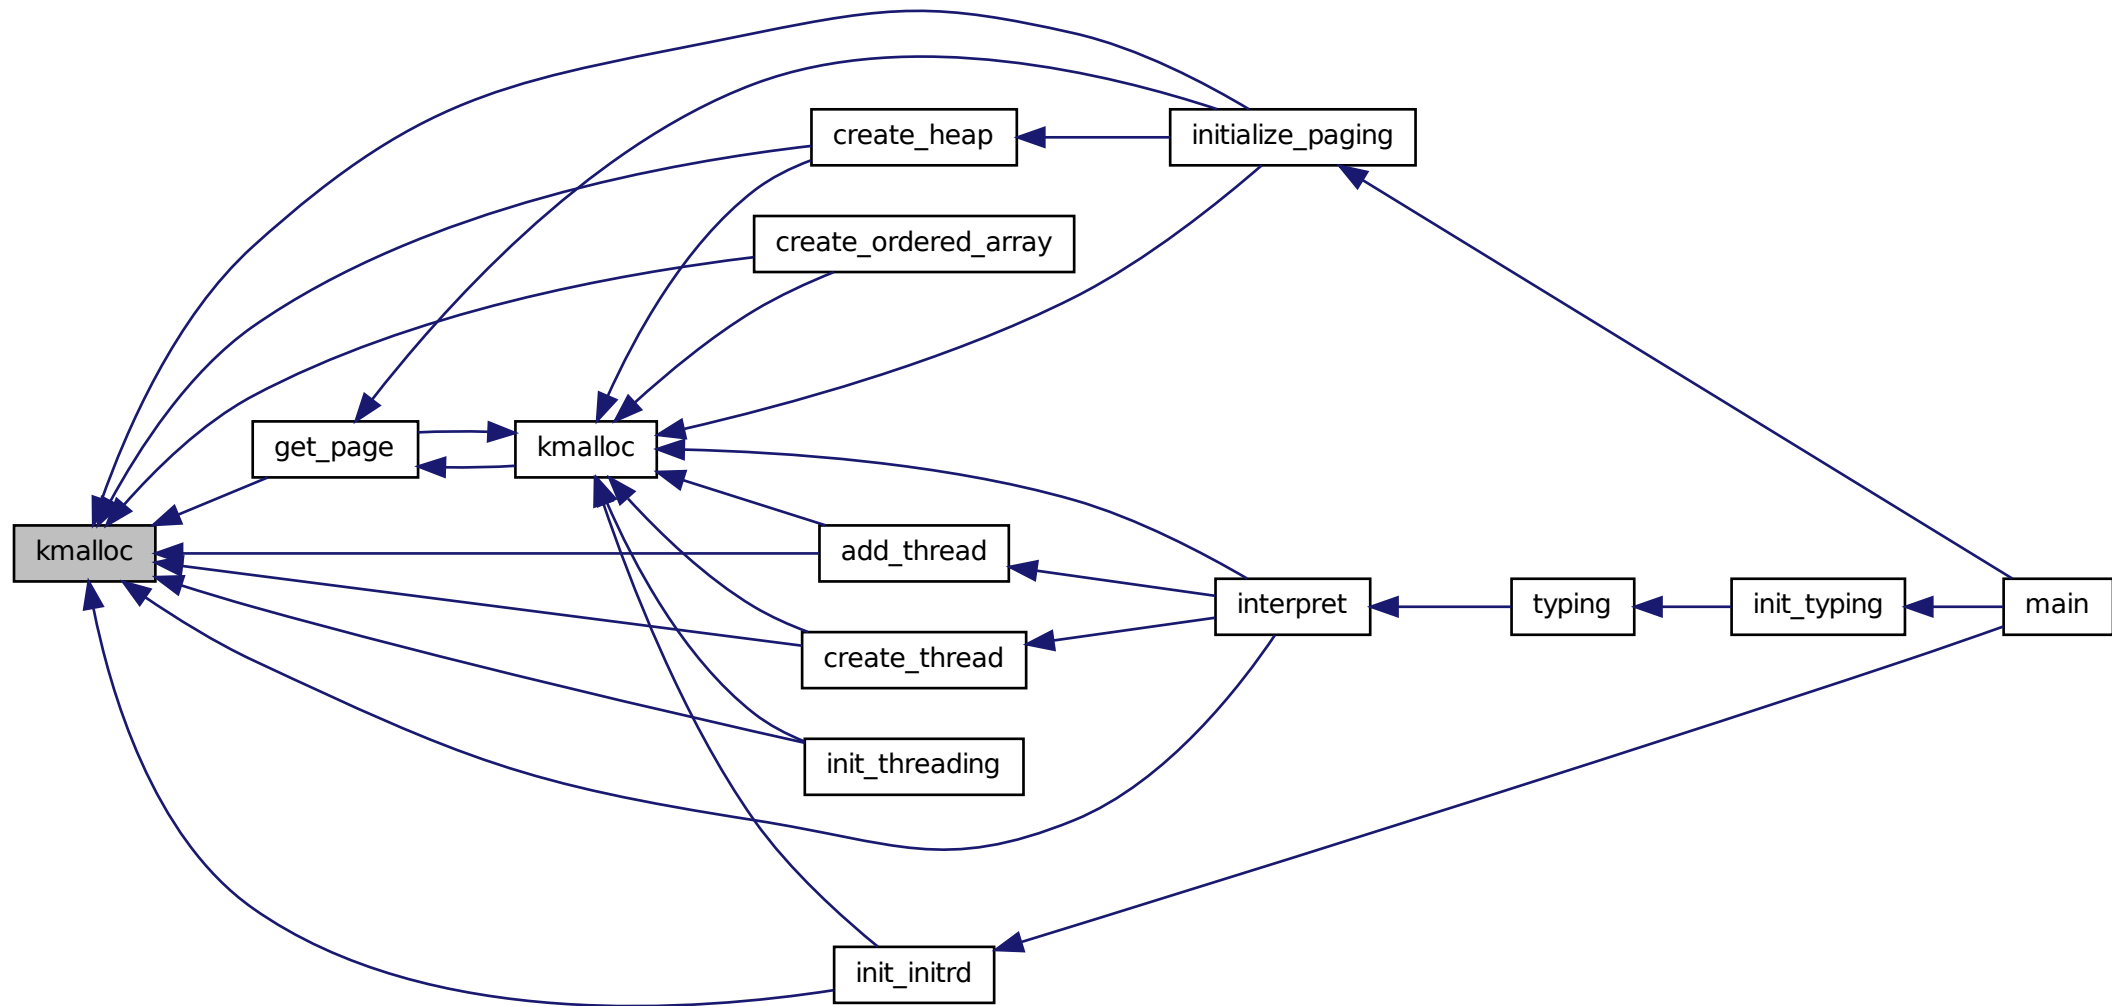 create_heap
initialize_paging
create_ordered_array
get_page
kmalloc
kmalloc
add_thread
interpret
typing
init_typing
main
create_thread
init_threading
init_initrd